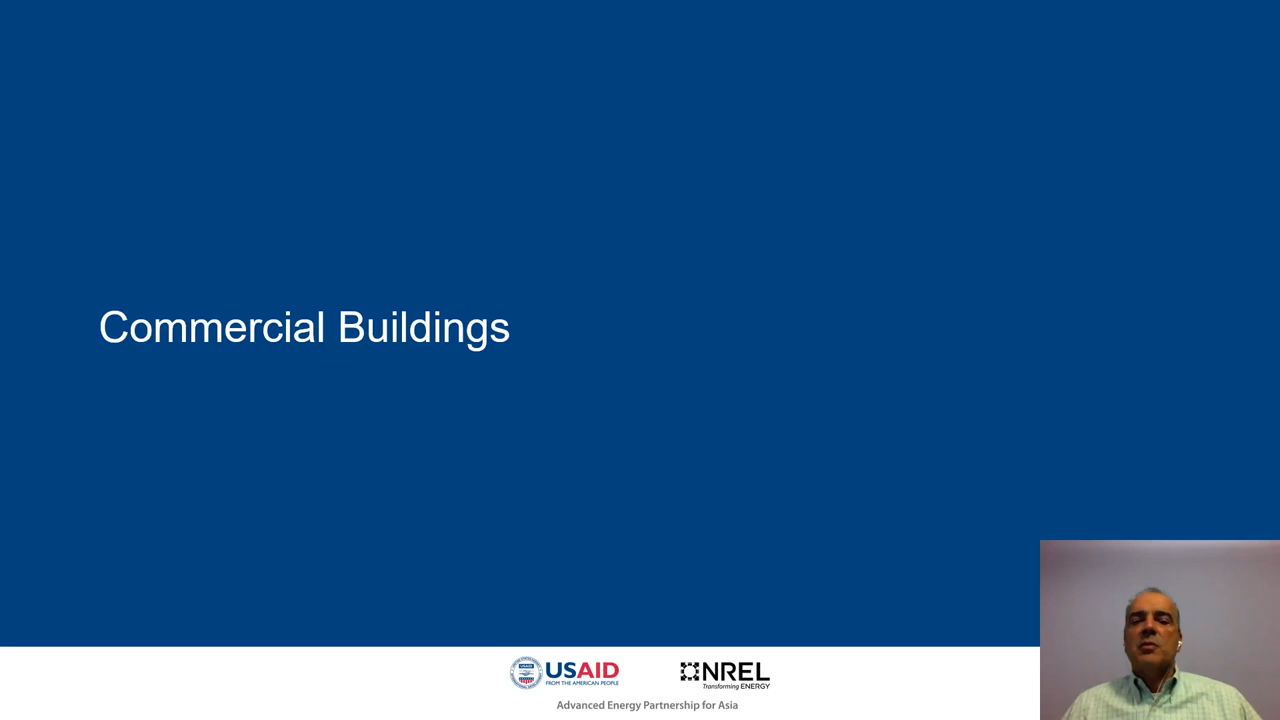 Commercial Buildings
USAID
FROM THE AMERICAN PEOPLE
NREL
Transforming ENERGY
Advanced Energy Partnership for Asia